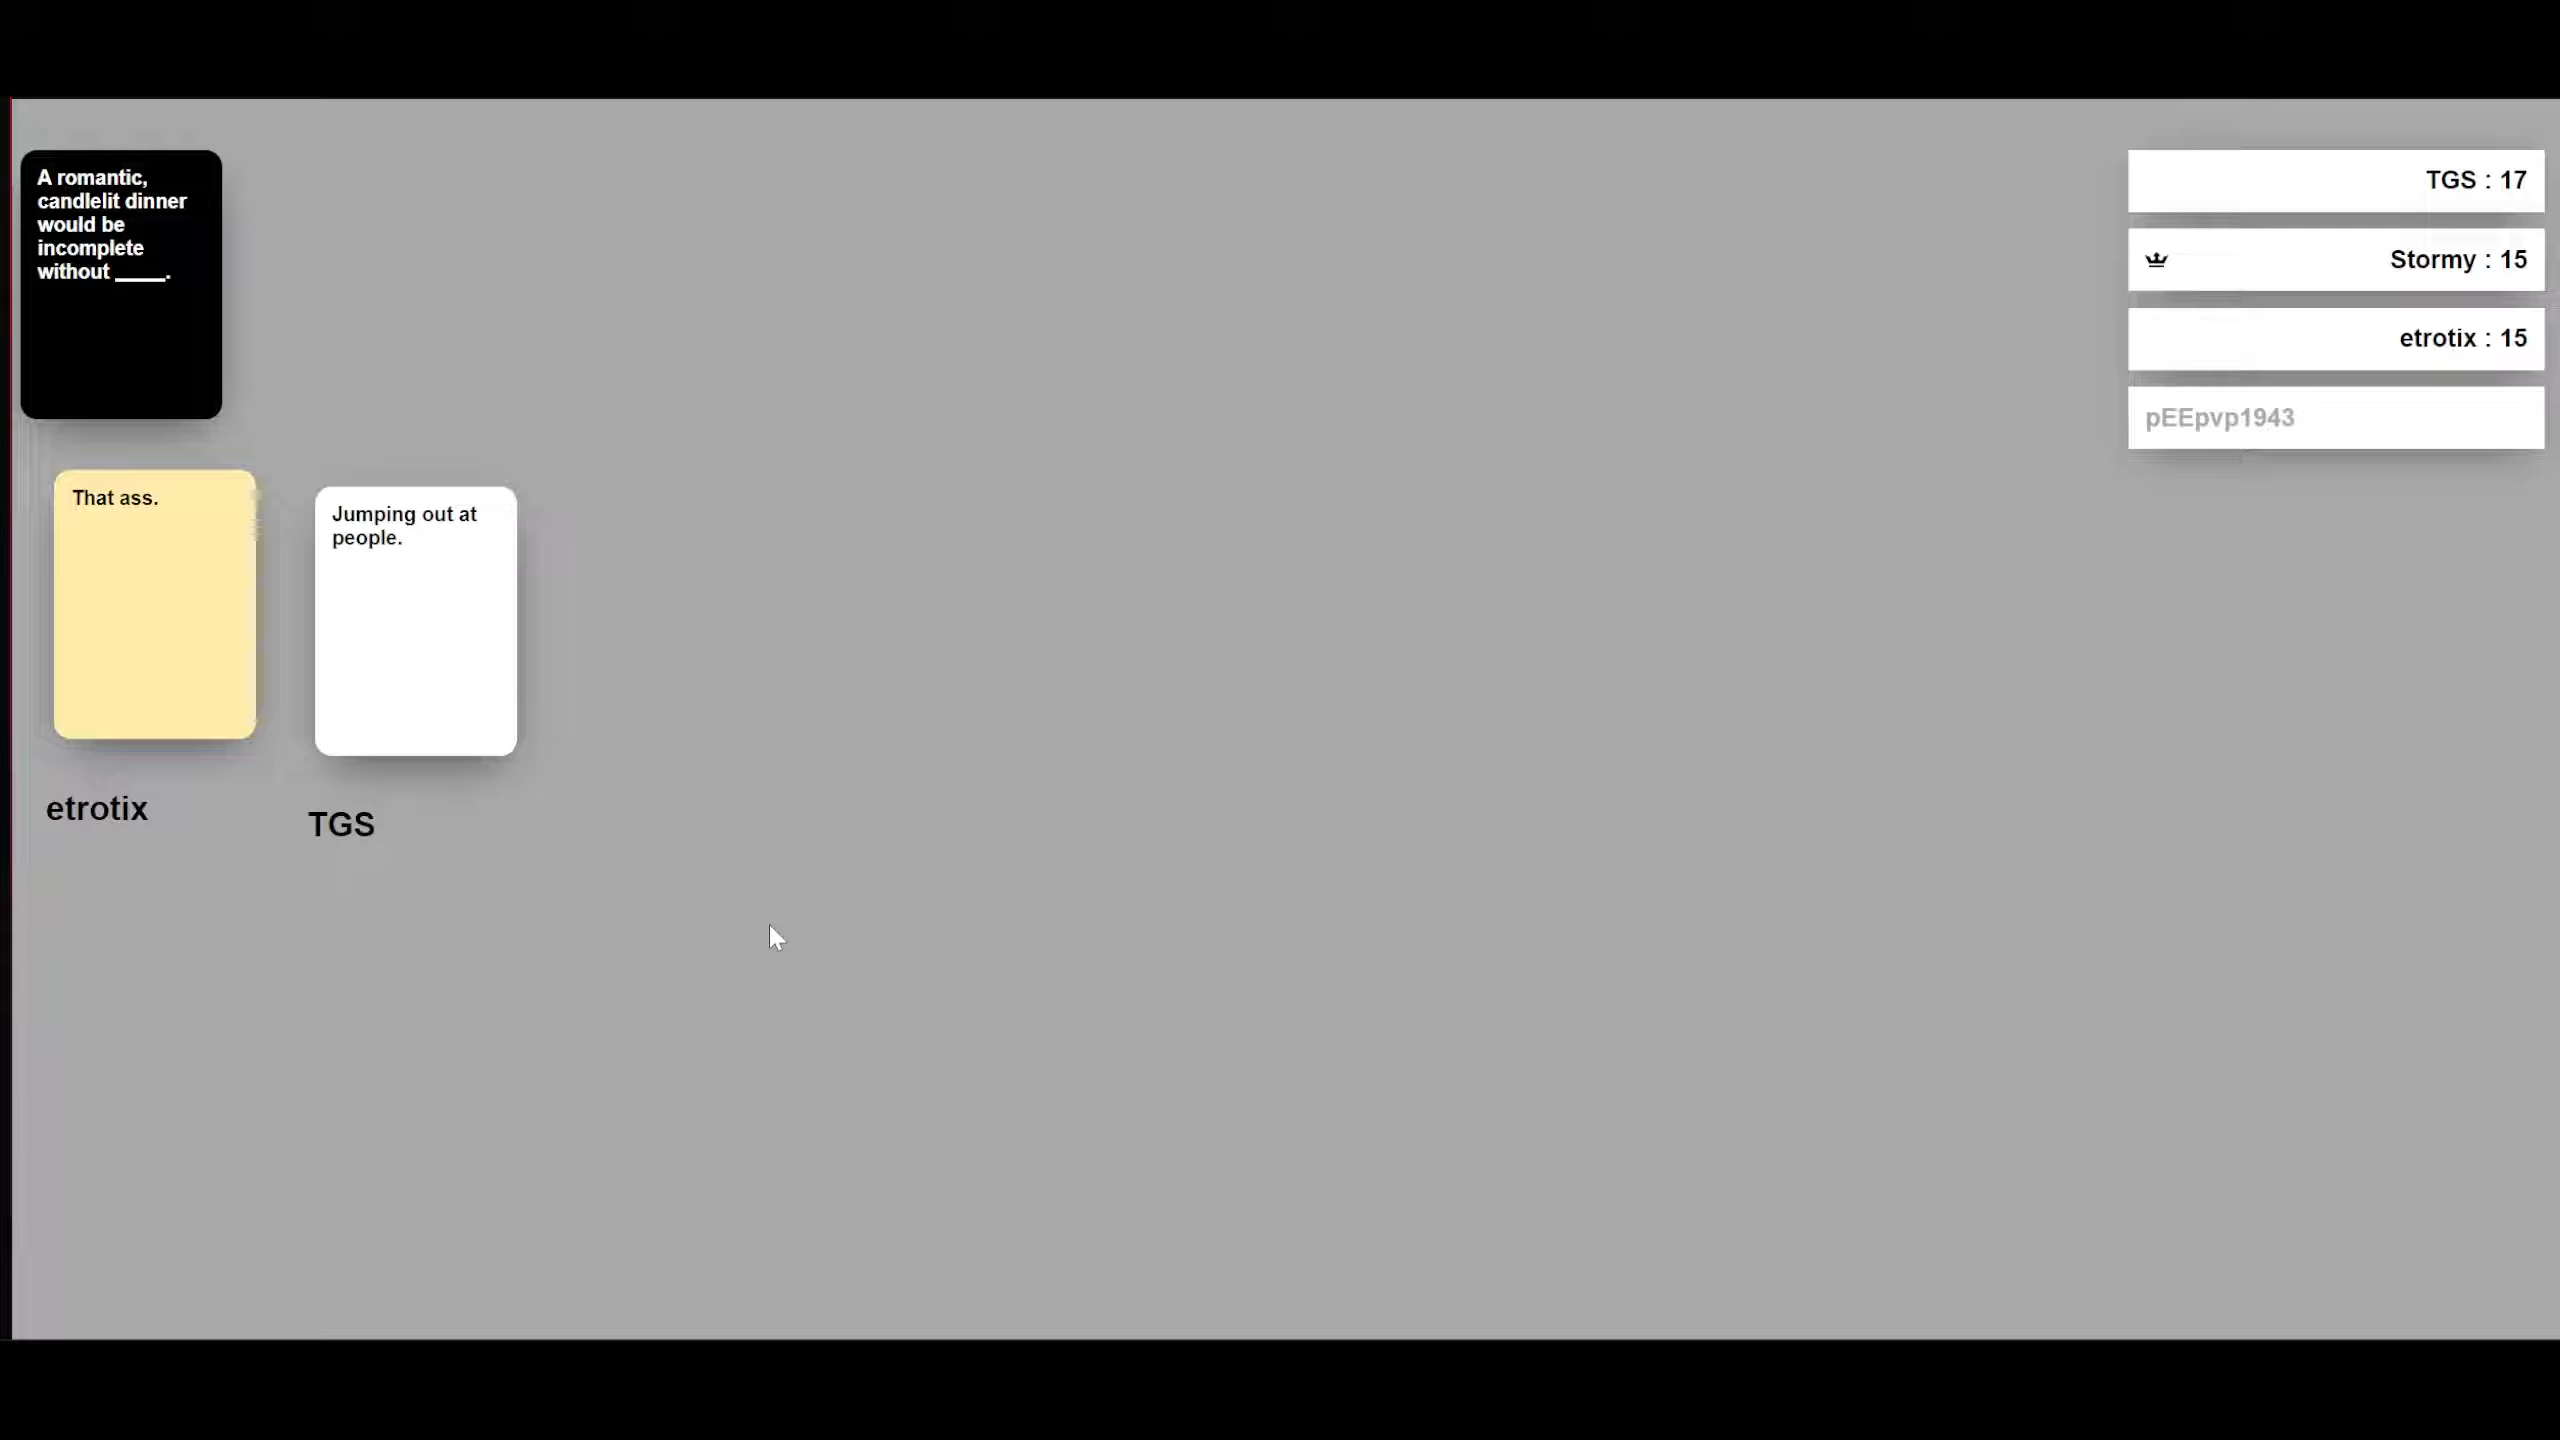 A romantic,
candlelit dinner
would be
incomplete
without _____.
That ass.
etrotix
Jumping out at
people.
TGS
TGS : 17
Stormy : 15
etrotix : 15
pEEpvp1943